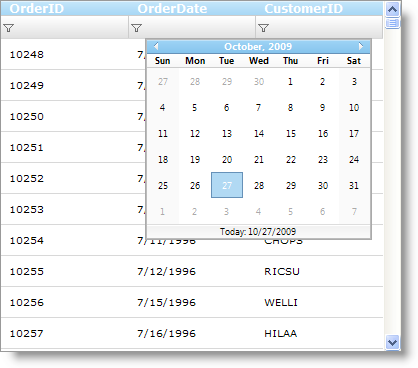 OrderID OrderDate CustomerID
October, 2009
Sun Mon Tue Wed Thu Fri Sat
27 28 29 30 1 2 3
4 5 6 7 8 9 10
11 12 13 14 15 16 17
18 19 20 21 22 23 24
25 26 27 28 29 30 31
1 2 3 4 5 6 7
Today: 10/27/2009
10248 7/
10249 7/
10250 7/
10251 7/
10252 7/
10253 7/
10254 7/11/1996 CHOPS
10255 7/12/1996 RICSU
10256 7/15/1996 WELLI
10257 7/16/1996 HILAA